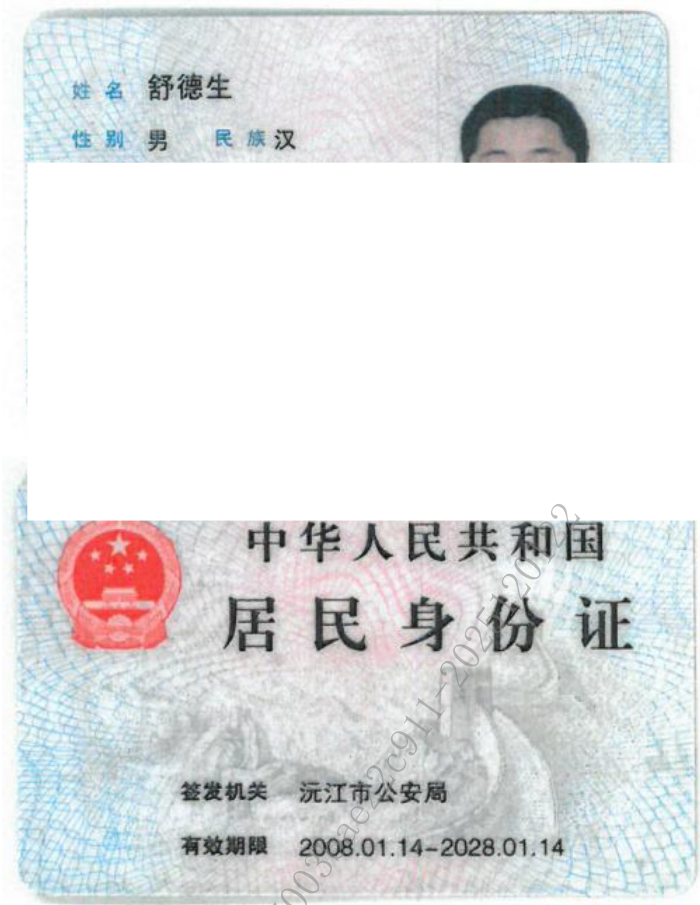 姓名 舒德生
性别 男 民族 汉
中华人民共和国
居民身份证
签发机关 沅江市公安局
有效期限 2008.01.14-2028.01.14